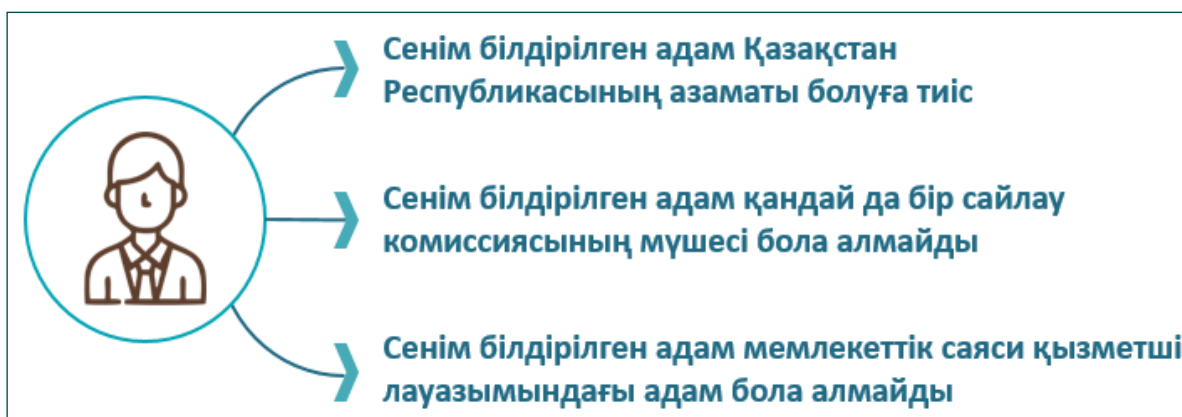 Сенім білдірілген адам Қазақстан
Республикасының азаматы болуға тиіс
Сенім білдірілген адам қандай да бір сайлау
комиссиясының мүшесі бола алмайды
Сенім білдірілген адам мемлекеттік саяси қызметші
лауазымындағы адам бола алмайды